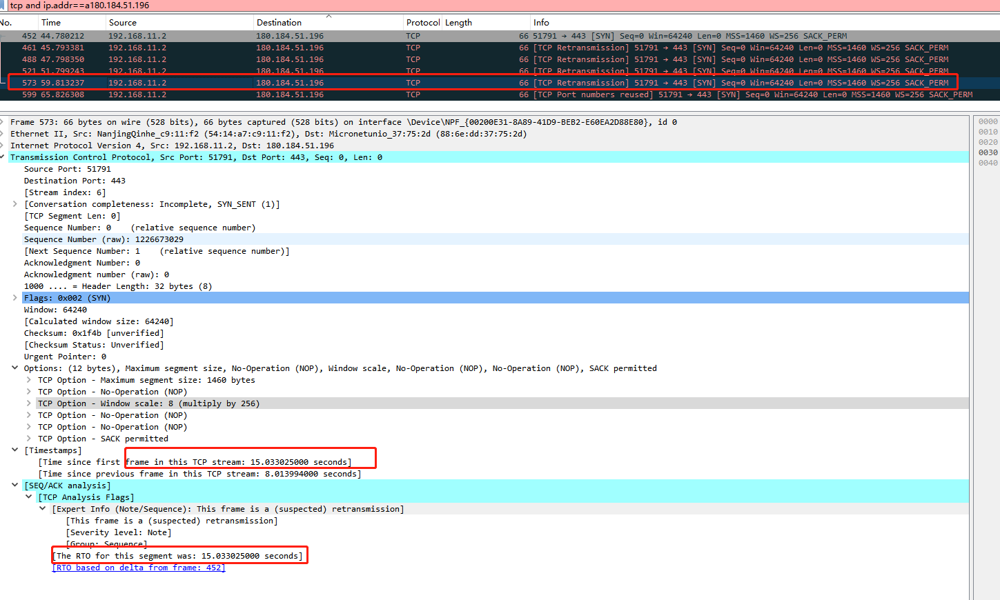 tcp and ip.addr==a180.184.51.196
No. Time Source Destination Protocol Length Info
452 44.780212 192.168.11.2 180.184.51.196 TCP 66 51791 → 443 [SYN] Seq=0 Win=64240 Len=0 MSS=1460 WS=256 SACK_PERM
461 45.793381 192.168.11.2 180.184.51.196 TCP 66 [TCP Retransmission] 51791 → 443 [SYN] Seq=0 Win=64240 Len=0 MSS=1460 WS=256 SACK_PERM
488 47.798350 192.168.11.2 180.184.51.196 TCP 66 [TCP Retransmission] 51791 → 443 [SYN] Seq=0 Win=64240 Len=0 MSS=1460 WS=256 SACK_PERM
521 51.799243 192.168.11.2 180.184.51.196 TCP 66 [TCP Retransmission] 51791 → 443 [SYN] Seq=0 Win=64240 Len=0 MSS=1460 WS=256 SACK_PERM
573 59.813237 192.168.11.2 180.184.51.196 TCP 66 [TCP Retransmission] 51791 → 443 [SYN] Seq=0 Win=64240 Len=0 MSS=1460 WS=256 SACK_PERM
599 65.826308 192.168.11.2 180.184.51.196 TCP 66 [TCP Port numbers reused] 51791 → 443 [SYN] Seq=0 Win=64240 Len=0 MSS=1460 WS=256 SACK_PERM
Frame 573: 66 bytes on wire (528 bits), 66 bytes captured (528 bits) on interface \Device\NPF_{00200E31-8A89-41D9-BEB2-E60EA2D88E80}, id 0
Ethernet II, Src: NanjingQinhe_c9:11:f2 (54:14:a7:c9:11:f2), Dst: Micronetunio_37:75:2d (88:6e:dd:37:75:2d)
Internet Protocol Version 4, Src: 192.168.11.2, Dst: 180.184.51.196
Transmission Control Protocol, Src Port: 51791, Dst Port: 443, Seq: 0, Len: 0
Source Port: 51791
Destination Port: 443
[Stream index: 6]
[Conversation completeness: Incomplete, SYN_SENT (1)]
[TCP Segment Len: 0]
Sequence Number: 0 (relative sequence number)
Sequence Number (raw): 1226673029
[Next Sequence Number: 1 (relative sequence number)]
Acknowledgment Number: 0
Acknowledgment number (raw): 0
1000 .... = Header Length: 32 bytes (8)
Flags: 0x002 (SYN)
Window: 64240
[Calculated window size: 64240]
Checksum: 0x1f4b [unverified]
[Checksum Status: Unverified]
Urgent Pointer: 0
Options: (12 bytes), Maximum segment size, No-Operation (NOP), Window scale, No-Operation (NOP), No-Operation (NOP), SACK permitted
TCP Option - Maximum segment size: 1460 bytes
TCP Option - No-Operation (NOP)
TCP Option - Window scale: 8 (multiply by 256)
TCP Option - No-Operation (NOP)
TCP Option - No-Operation (NOP)
TCP Option - SACK permitted
[Timestamps]
[Time since first frame in this TCP stream: 15.033025000 seconds]
[Time since previous frame in this TCP stream: 8.013994000 seconds]
[SEQ/ACK analysis]
[TCP Analysis Flags]
[Expert Info (Note/Sequence): This frame is a (suspected) retransmission]
[This frame is a (suspected) retransmission]
[Severity level: Note]
[Group: Sequence]
[The RTO for this segment was: 15.033025000 seconds]
[RTO based on delta from frame: 452]
0000
0010
0020
0030
0040